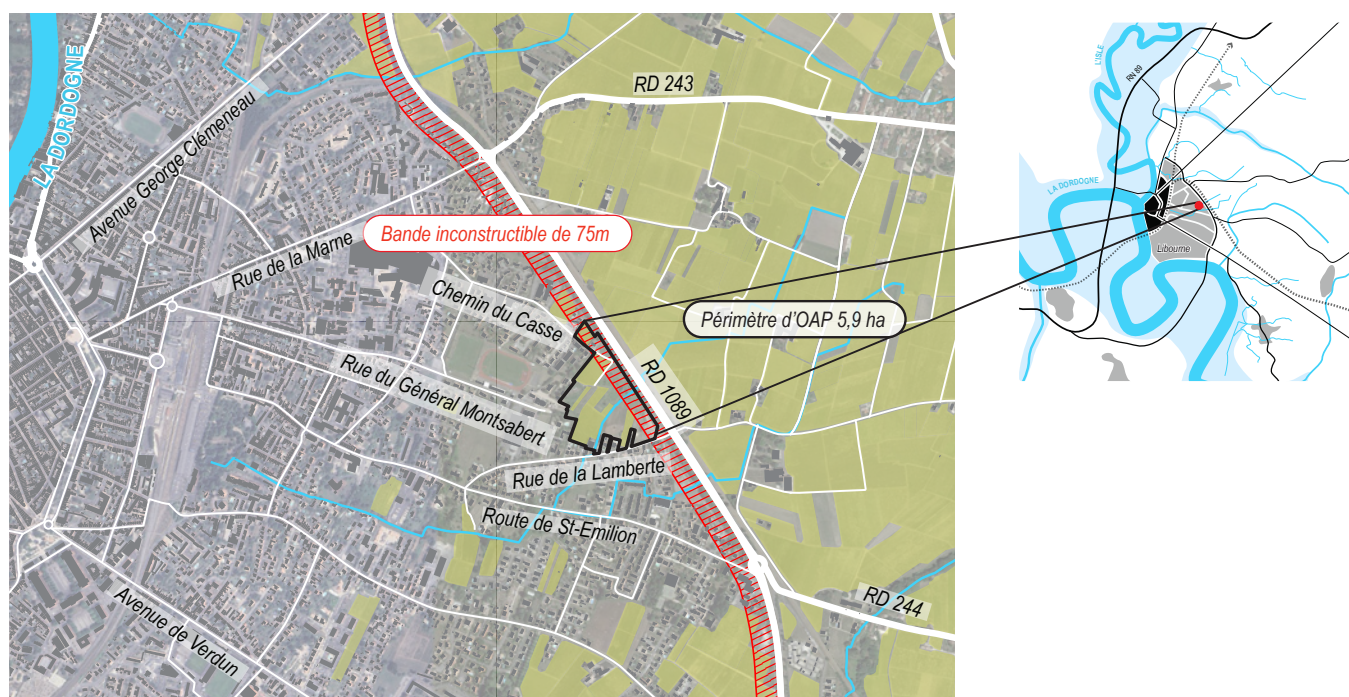 RD 243
LA DORDOGNE
Avenue George Clémeneau
Bande inconstructible de 75m
Rue de la Marne
Chemin du Casse
Périmètre d'OAP 5,9 ha
Rue du Général Montsabert
RD 1089
Rue de la Lamberte
Route de St-Emilion
RD 244
Avenue de Verdun
L'ISLE
RN 89
LA DORDOGNE
Libourne